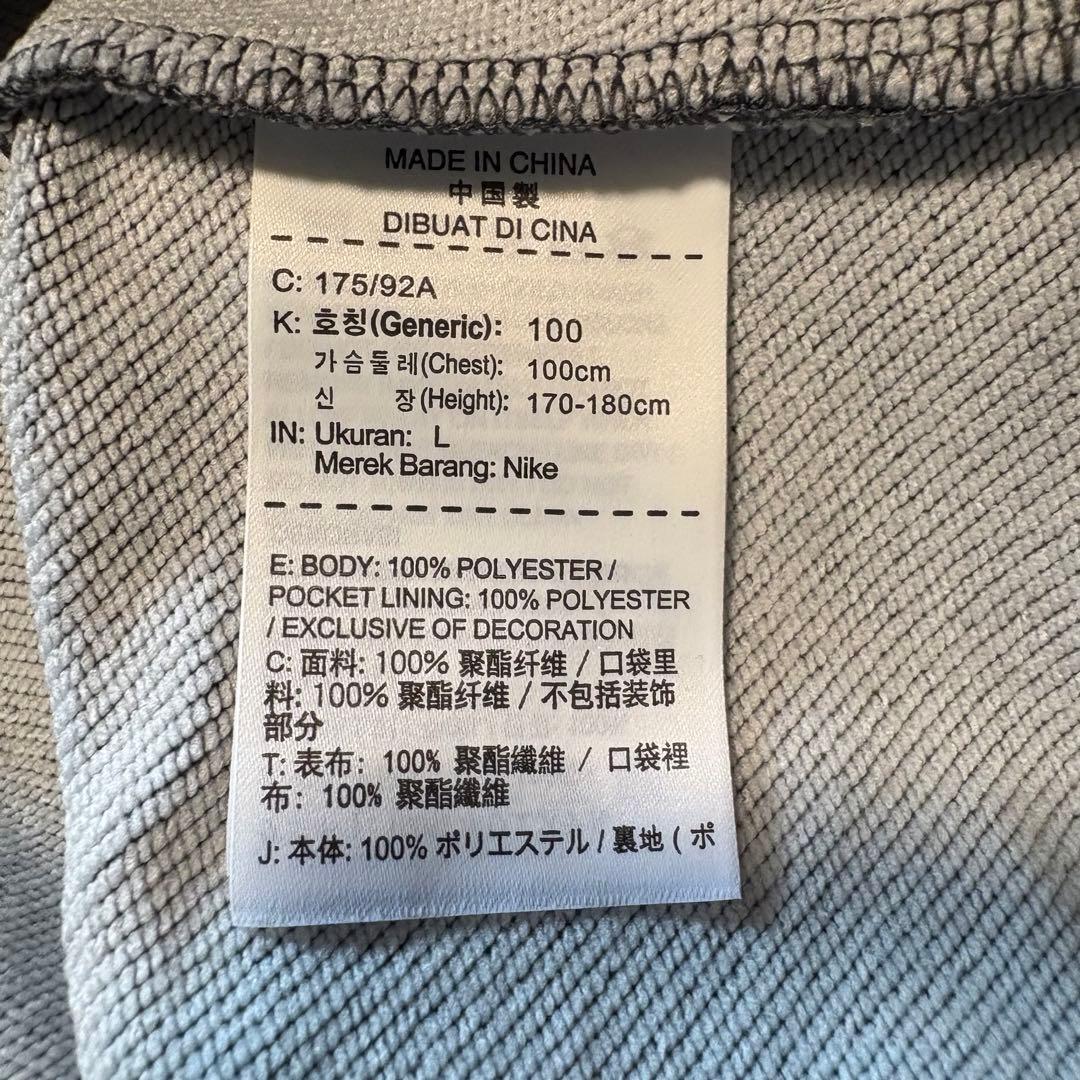 MADE IN CHINA
中国製
DIBUAT DI CINA
C: 175/92A
K: 호칭(Generic): 100
가슴둘레(Chest): 100cm
신 장(Height): 170-180cm
IN: Ukuran: L
Merek Barang: Nike
E: BODY: 100% POLYESTER /
POCKET LINING: 100% POLYESTER
/ EXCLUSIVE OF DECORATION
C: 面料: 100% 聚酯纤维 / 口袋里
料: 100% 聚酯纤维 / 不包括装饰
部分
T: 表布: 100% 聚酯纖維 / 口袋裡
布: 100% 聚酯纖維
J: 本体: 100% ポリエステル / 裏地 ( ポ